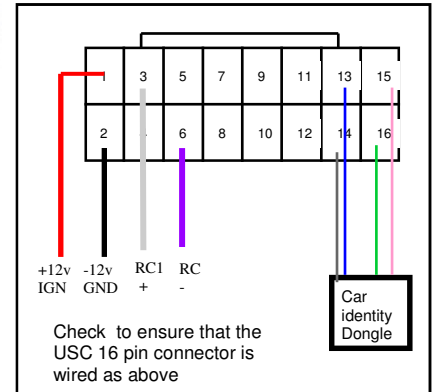 1 3 5 7 9 11 13 15
2 4 6 8 10 12 14 16
+12v -12v RC1 RC
IGN GND + -
Car
identity
Dongle
Check to ensure that the
USC 16 pin connector is
wired as above